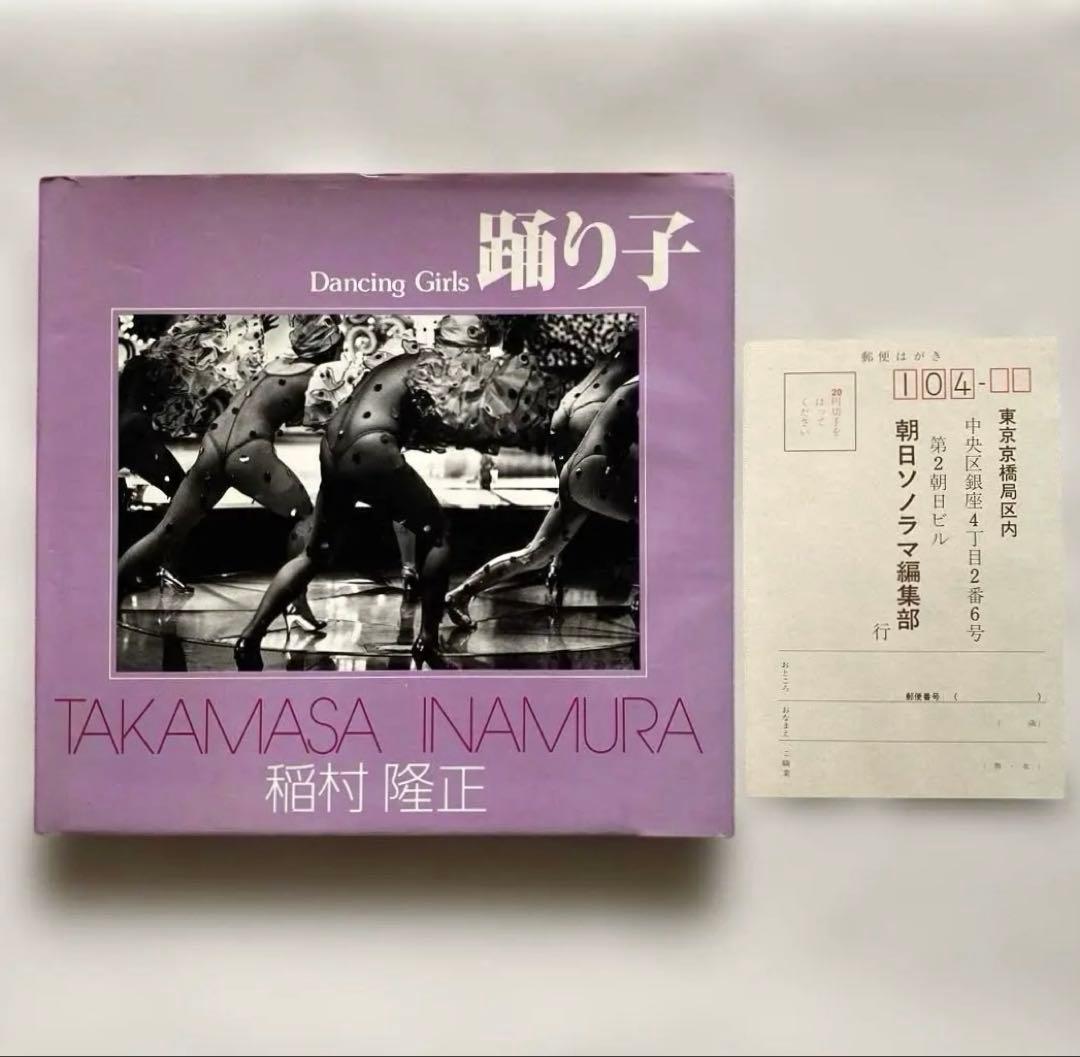 踊り子
Dancing Girls
TAKAMASA INAMURA
稲村 隆正
郵便はがき
104-
20円切手を
はって
ください
東京京橋局区内
中央区銀座4丁目2番6号
第2朝日ビル
朝日ソノラマ編集部
行
おところ
郵便番号（　　　）
おなまえ
（　歳）
ご職業